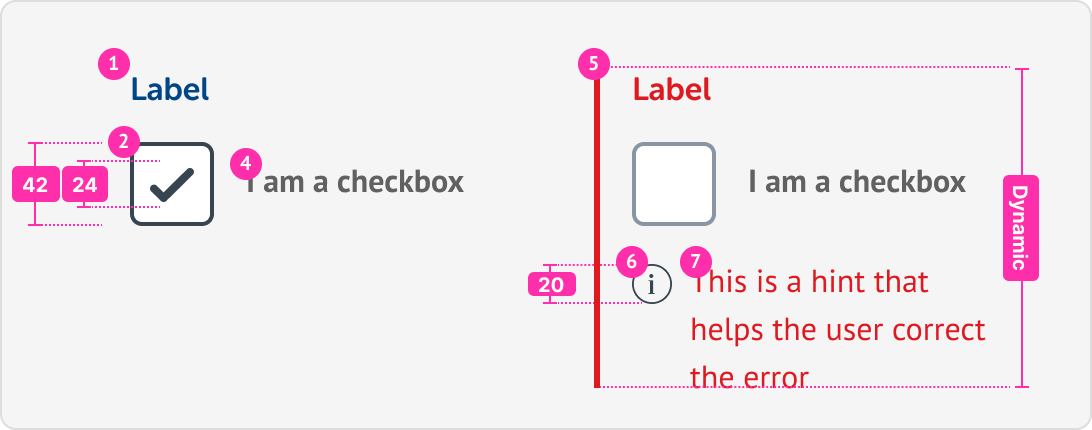 1
Label
2
42
24
4
I am a checkbox
5
Label
I am a checkbox
Dynamic
6
7
20
i
This is a hint that
helps the user correct
the error